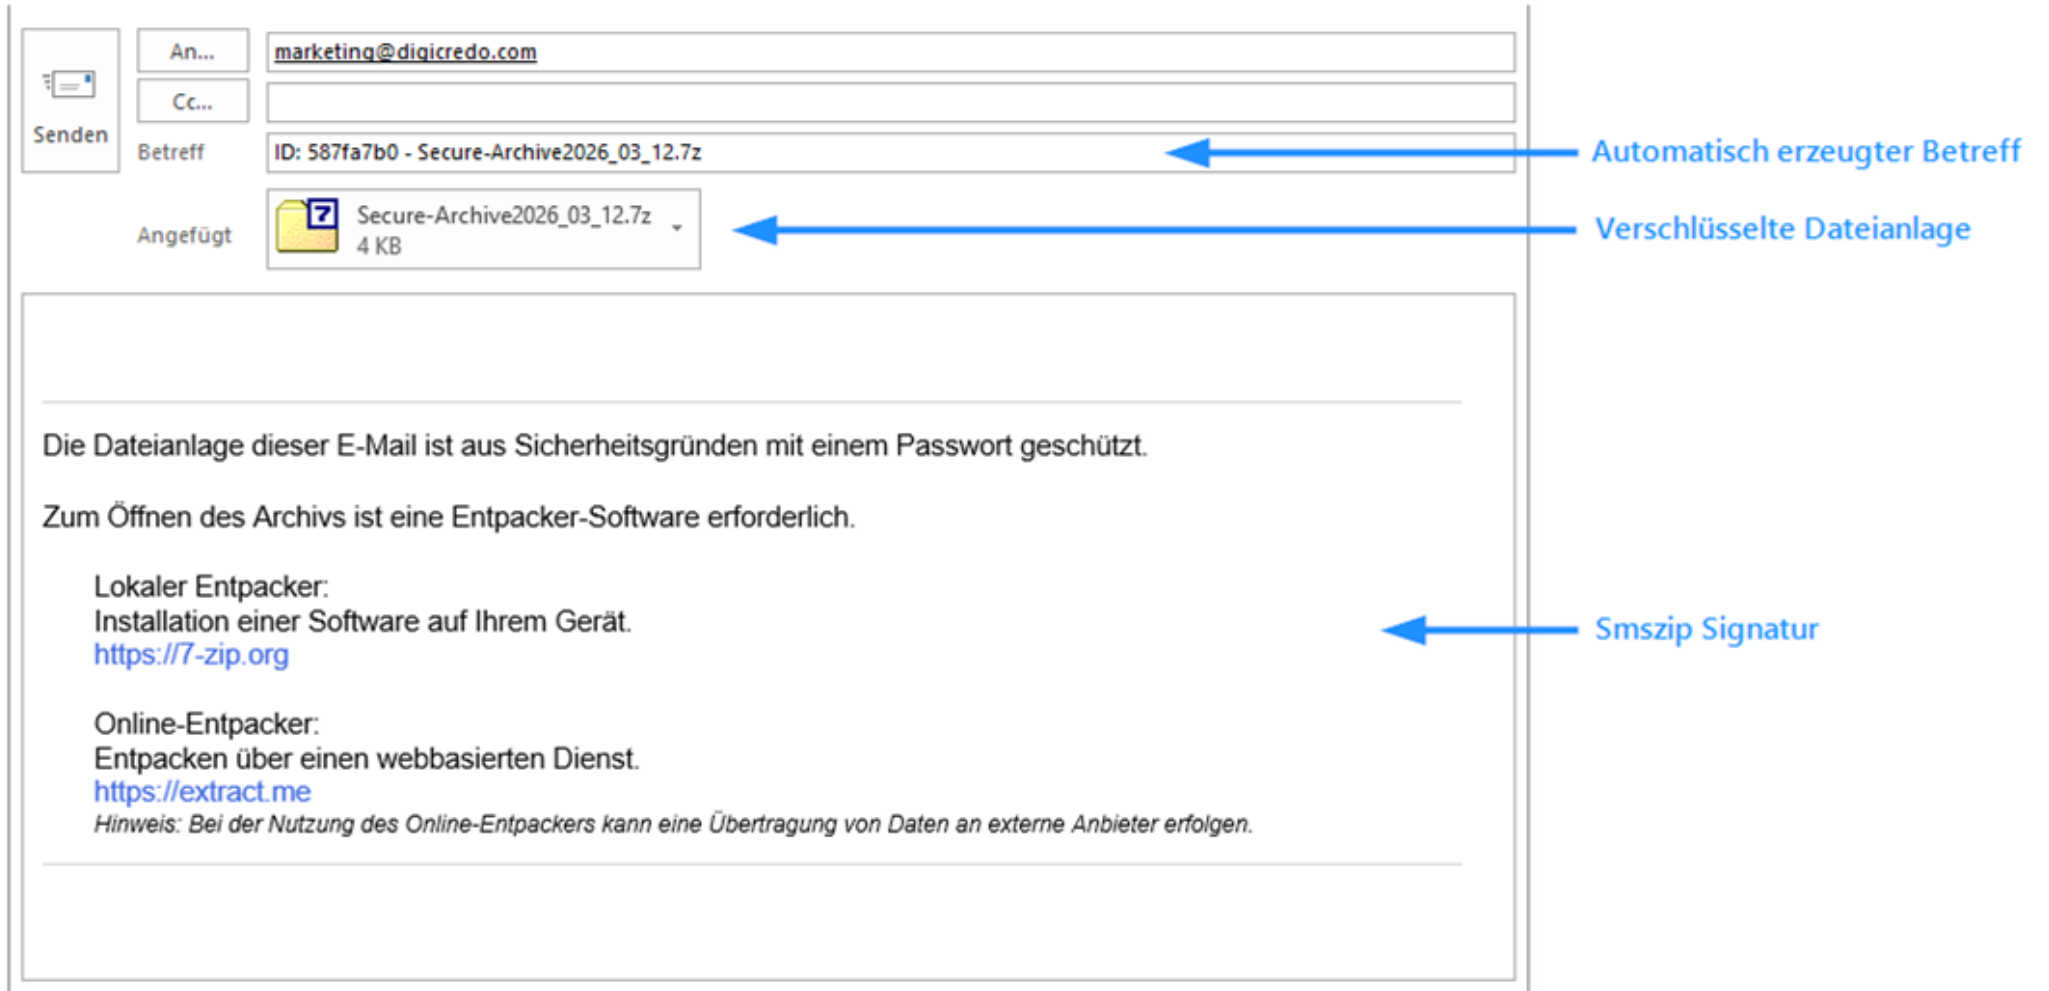 An...
marketing@digicredo.com
Cc...
Senden
Betreff
ID: 587fa7b0 - Secure-Archive2026_03_12.7z
Automatisch erzeugter Betreff
Angefügt
7
Secure-Archive2026_03_12.7z
4 KB
Verschlüsselte Dateianlage
Die Dateianlage dieser E-Mail ist aus Sicherheitsgründen mit einem Passwort geschützt.
Zum Öffnen des Archivs ist eine Entpacker-Software erforderlich.
Lokaler Entpacker:
Installation einer Software auf Ihrem Gerät.
https://7-zip.org
Smszip Signatur
Online-Entpacker:
Entpacken über einen webbasierten Dienst.
https://extract.me
Hinweis: Bei der Nutzung des Online-Entpackers kann eine Übertragung von Daten an externe Anbieter erfolgen.